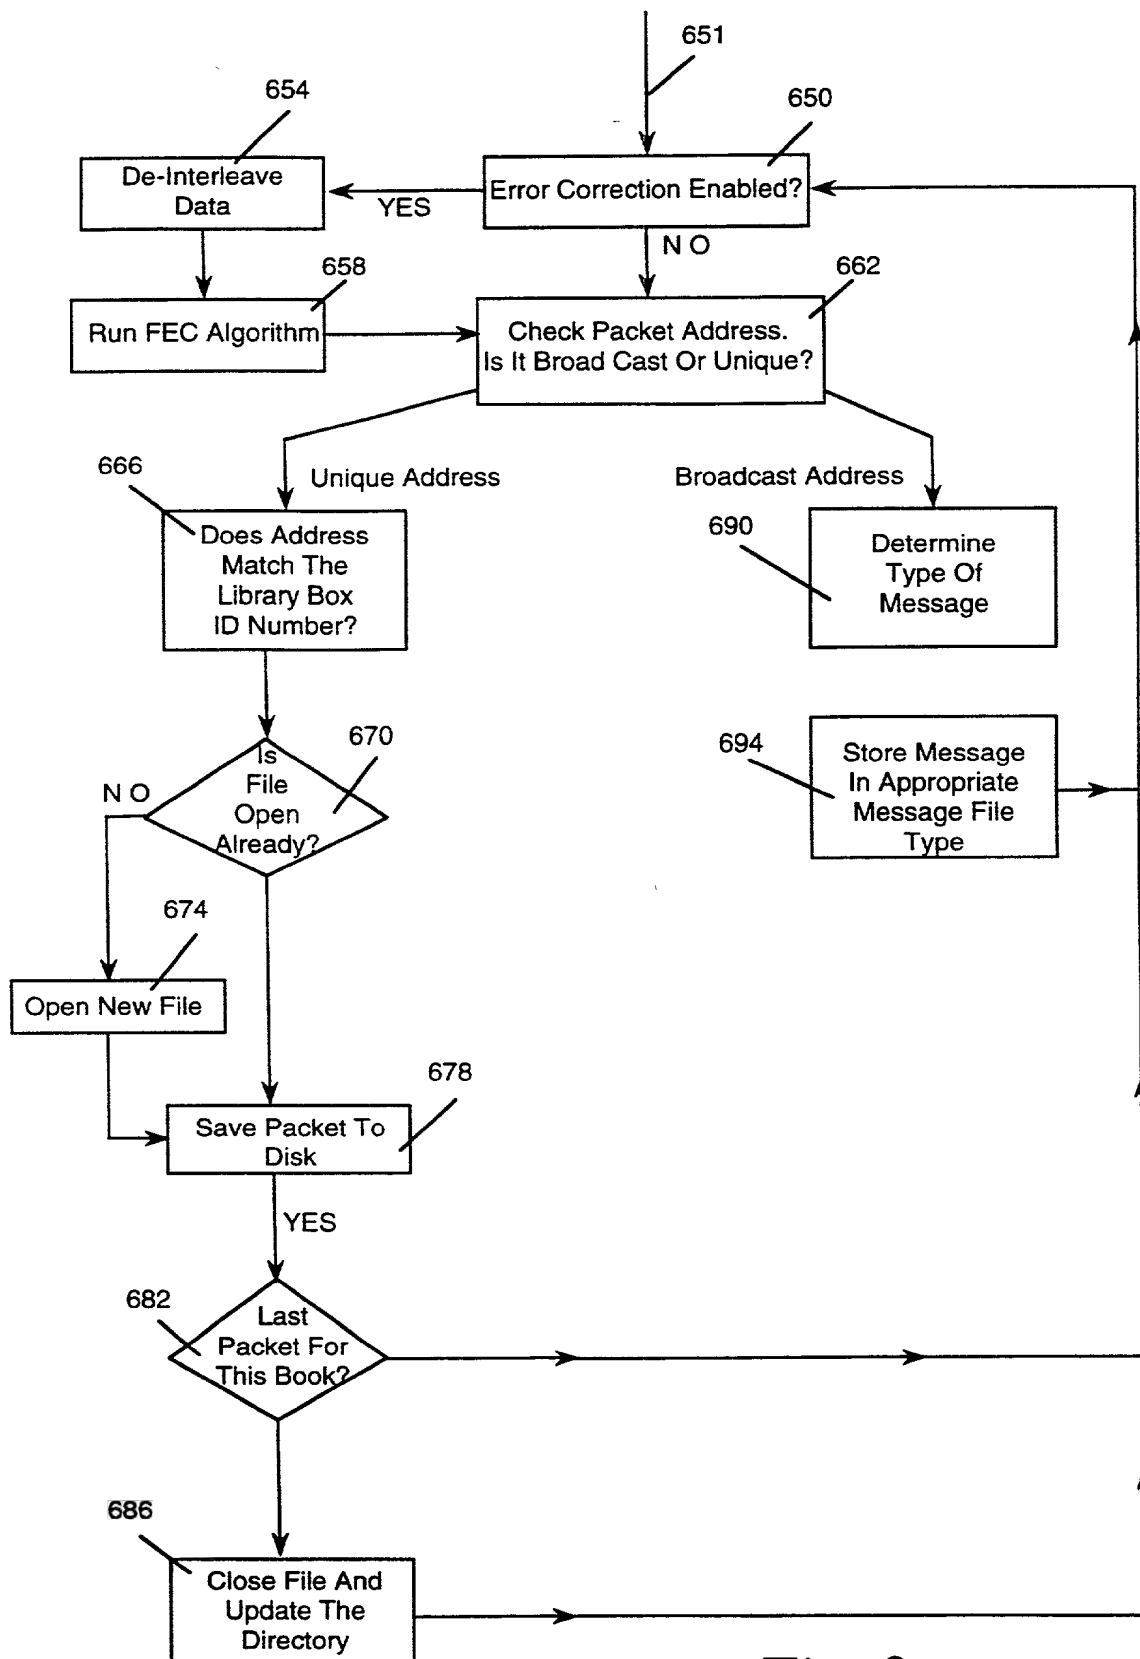 651
654
650
De-Interleave
Data
YES
Error Correction Enabled?
N O
658
662
Run FEC Algorithm
Check Packet Address.
Is It Broad Cast Or Unique?
666
Unique Address
Broadcast Address
Does Address
Match The
Library Box
ID Number?
690
Determine
Type Of
Message
670
Is
File
Open
Already?
N O
694
Store Message
In Appropriate
Message File
Type
674
Open New File
678
Save Packet To
Disk
YES
682
Last
Packet For
This Book?
686
Close File And
Update The
Directory